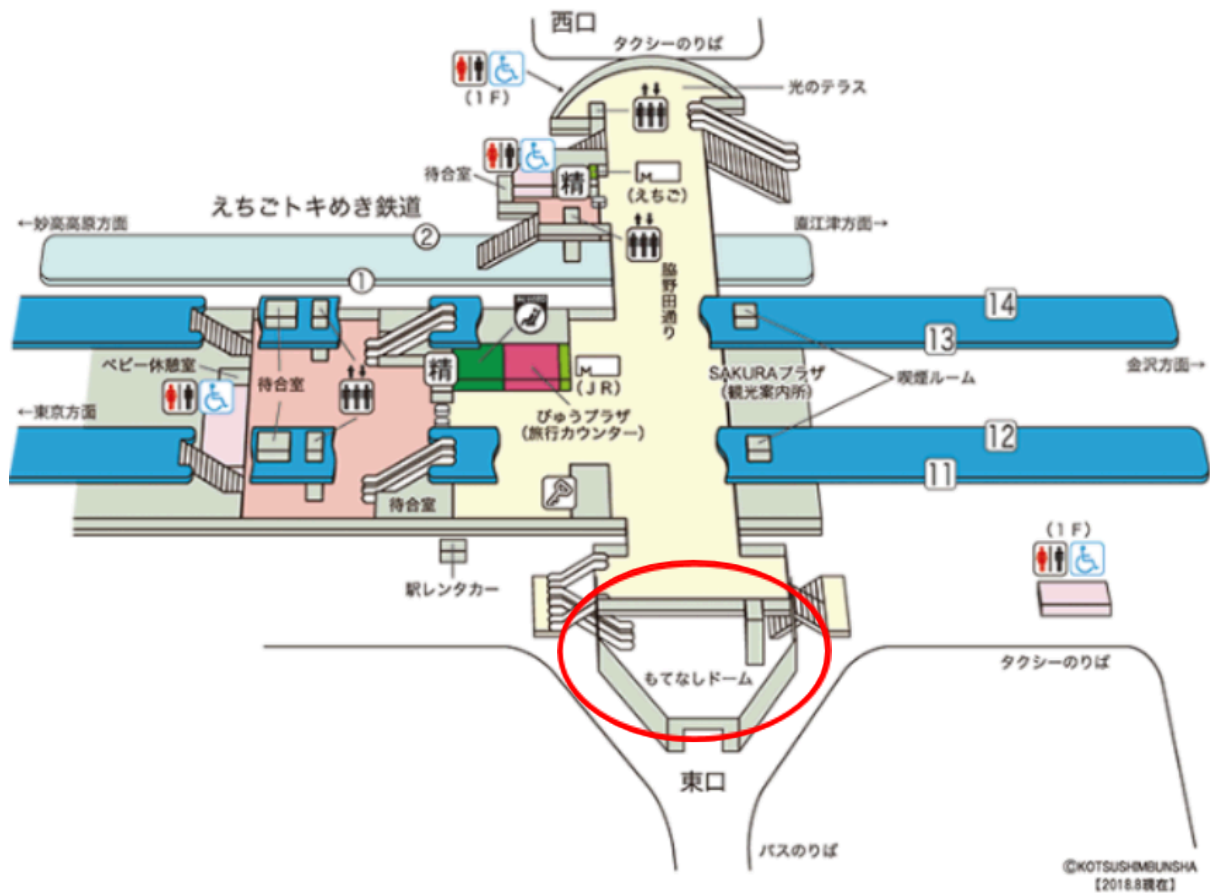 西口
タクシーのりば
(1F)
光のテラス
待合室
精
M
(えちご)
えちごトキめき鉄道
←妙高高原方面
直江津方面→
②
①
脇野田通り
14
13
金沢方面→
ベビー休憩室
待合室
精
M
(JR)
SAKURAプラザ
(観光案内所)
喫煙ルーム
←東京方面
びゅうプラザ
(旅行カウンター)
12
11
待合室
(1F)
駅レンタカー
もてなしドーム
タクシーのりば
東口
バスのりば
©KOTSUSHIMBUNSHA
【2018.8現在】